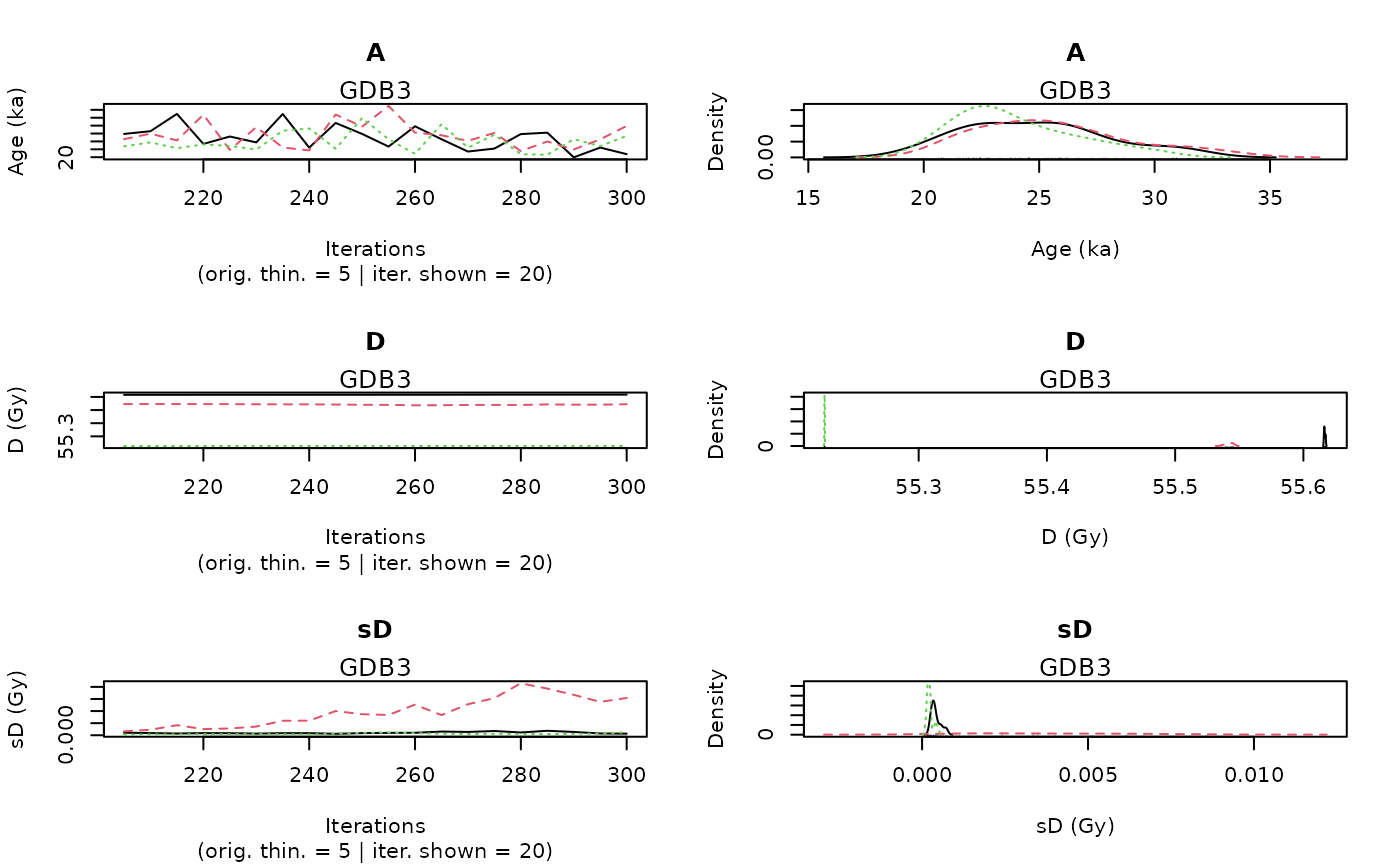 A
GDB3
Age (ka)
20
220 240 260 280 300
Iterations
(orig. thin. = 5 | iter. shown = 20)
A
GDB3
Density
0.00
15 20 25 30 35
Age (ka)
D
GDB3
D (Gy)
55.3
220 240 260 280 300
Iterations
(orig. thin. = 5 | iter. shown = 20)
D
GDB3
Density
0
55.3 55.4 55.5 55.6
D (Gy)
sD
GDB3
sD (Gy)
0.000
220 240 260 280 300
Iterations
(orig. thin. = 5 | iter. shown = 20)
sD
GDB3
Density
0
0.000 0.005 0.010
sD (Gy)